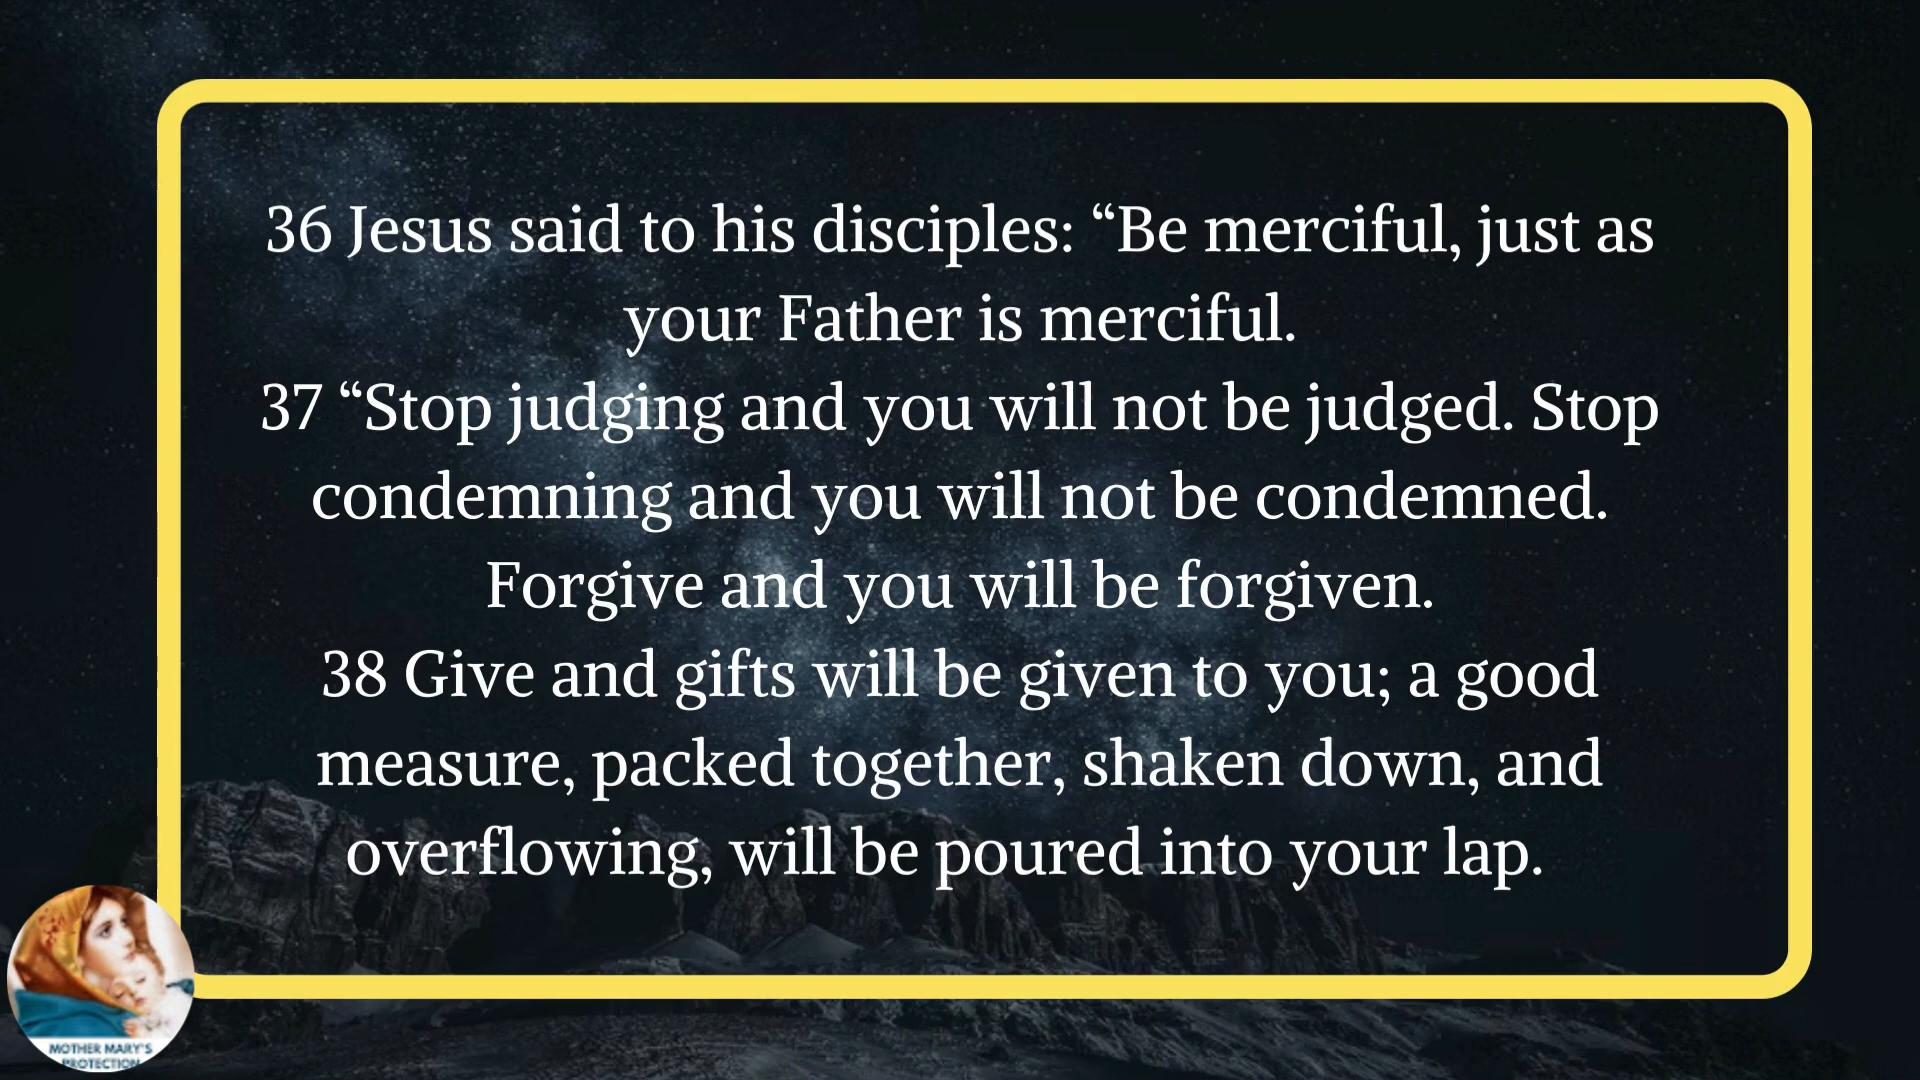 36 Jesus said to his disciples: “Be merciful, just as
your Father is merciful.
37 “Stop judging and you will not be judged. Stop
condemning and you will not be condemned.
Forgive and you will be forgiven.
38 Give and gifts will be given to you; a good
measure, packed together, shaken down, and
overflowing, will be poured into your lap.
MOTHER MARY'S
PROTECTION